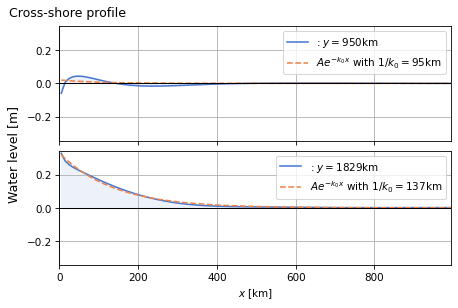 Cross-shore profile
0.2
0.0
−0.2
: y = 950km
Ae^{−k₀x} with 1/k₀ = 95km
Water level [m]
0.2
0.0
−0.2
: y = 1829km
Ae^{−k₀x} with 1/k₀ = 137km
0 200 400 600 800
x [km]